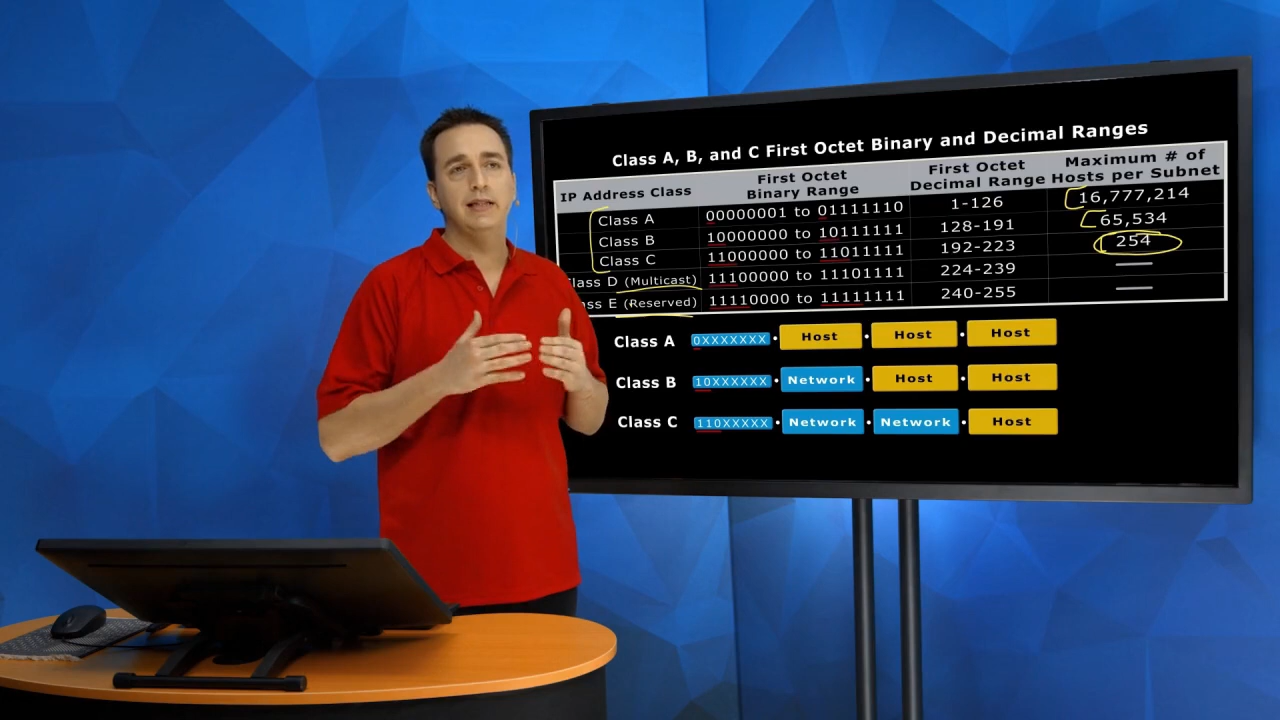 Class A, B, and C First Octet Binary and Decimal Ranges
IP Address Class
First Octet
Binary Range
First Octet
Decimal Range
Maximum # of
Hosts per Subnet
Class A 00000001 to 01111110 1-126 16,777,214
Class B 10000000 to 10111111 128-191 65,534
Class C 11000000 to 11011111 192-223 254
lass D (Multicast) 11100000 to 11101111 224-239
ss E (Reserved) 11110000 to 11111111 240-255
Class A 0XXXXXXX • Host • Host • Host
Class B 10XXXXXX • Network • Host • Host
Class C 110XXXXX • Network • Network • Host